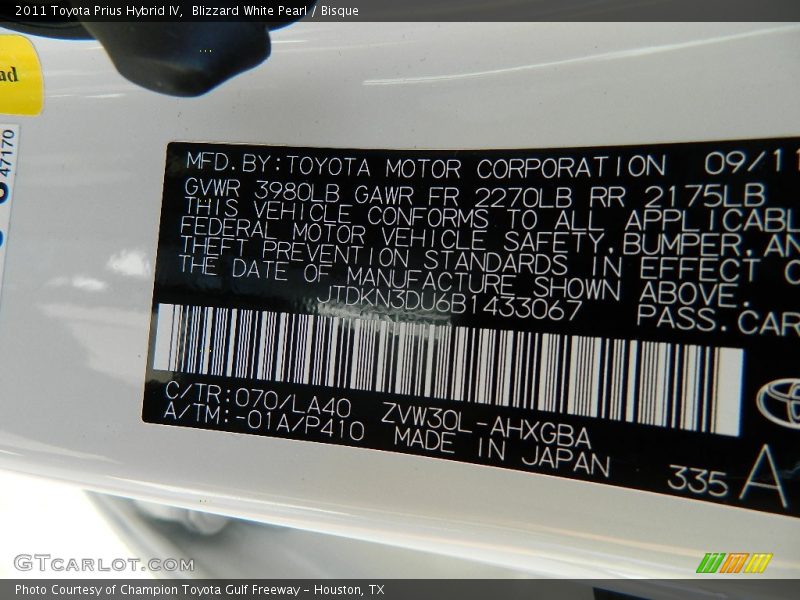 2011 Toyota Prius Hybrid IV, Blizzard White Pearl / Bisque
ad
47170
MFD.BY:TOYOTA MOTOR CORPORATION 09/11
GVWR 3980LB GAWR FR 2270LB RR 2175LB
THIS VEHICLE CONFORMS TO ALL APPLICABL
FEDERAL MOTOR VEHICLE SAFETY,BUMPER,AN
THEFT PREVENTION STANDARDS IN EFFECT O
THE DATE OF MANUFACTURE SHOWN ABOVE.
JTDKN3DU6B1433067 PASS.CAR
C/TR:070/LA40 ZVW30L-AHXGBA
A/TM:-01A/P410 MADE IN JAPAN
335 A
GTCARLOT.COM
Photo Courtesy of Champion Toyota Gulf Freeway - Houston, TX